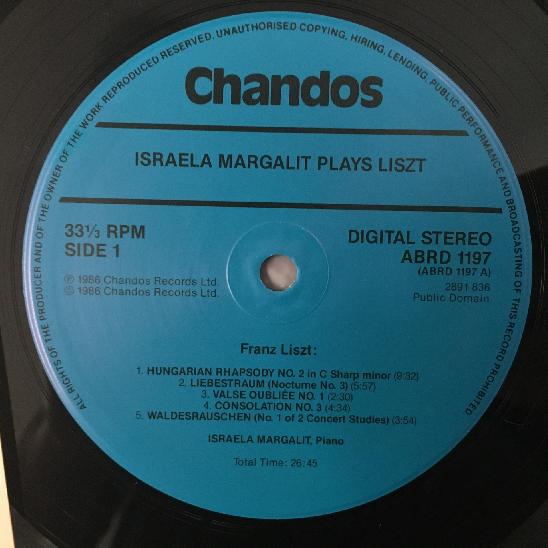 ALL RIGHTS OF THE PRODUCER AND OF THE OWNER OF THE WORK REPRODUCED RESERVED. UNAUTHORISED COPYING, HIRING, LENDING, PUBLIC PERFORMANCE AND BROADCASTING OF THIS RECORD PROHIBITED
Chandos
ISRAELA MARGALIT PLAYS LISZT
33⅓ RPM
SIDE 1
℗ 1986 Chandos Records Ltd.
© 1986 Chandos Records Ltd.
DIGITAL STEREO
ABRD 1197
(ABRD 1197 A)
2891 836
Public Domain
Franz Liszt:
1. HUNGARIAN RHAPSODY NO. 2 in C Sharp minor (9:32)
2. LIEBESTRAUM (Nocturne No. 3) (5:57)
3. VALSE OUBLIÉE NO. 1 (2:30)
4. CONSOLATION NO. 3 (4:34)
5. WALDESRAUSCHEN (No. 1 of 2 Concert Studies) (3:54)
ISRAELA MARGALIT, Piano
Total Time: 26:45